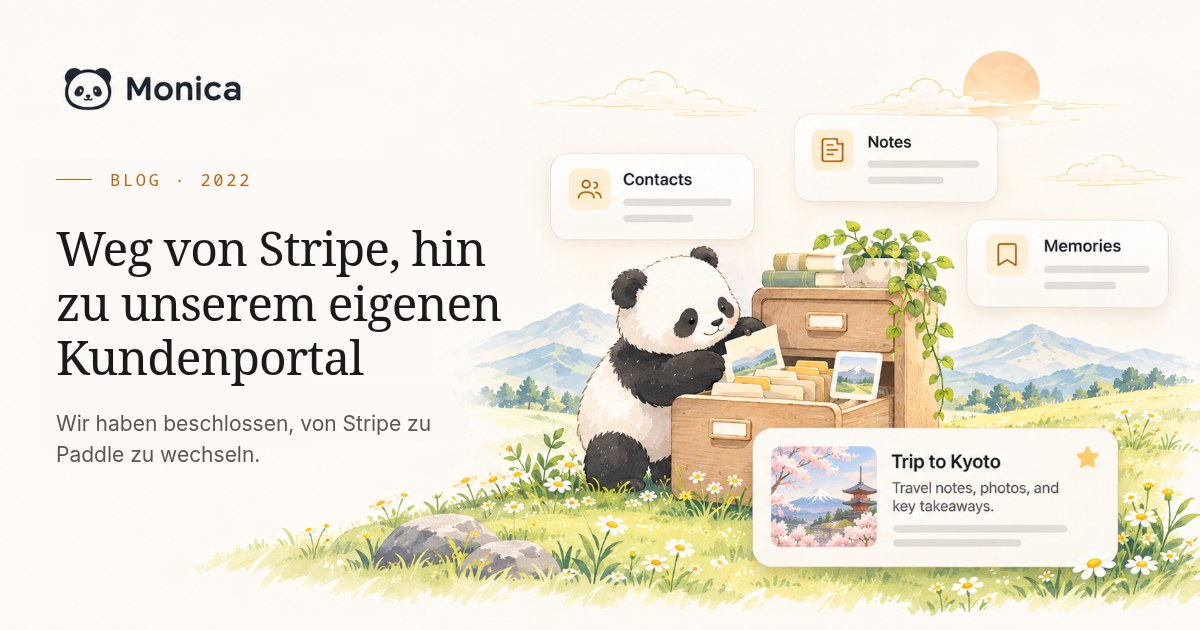 Monica
BLOG · 2022
Weg von Stripe, hin
zu unserem eigenen
Kundenportal
Wir haben beschlossen, von Stripe zu
Paddle zu wechseln.
Contacts
Notes
Memories
Trip to Kyoto
Travel notes, photos, and
key takeaways.